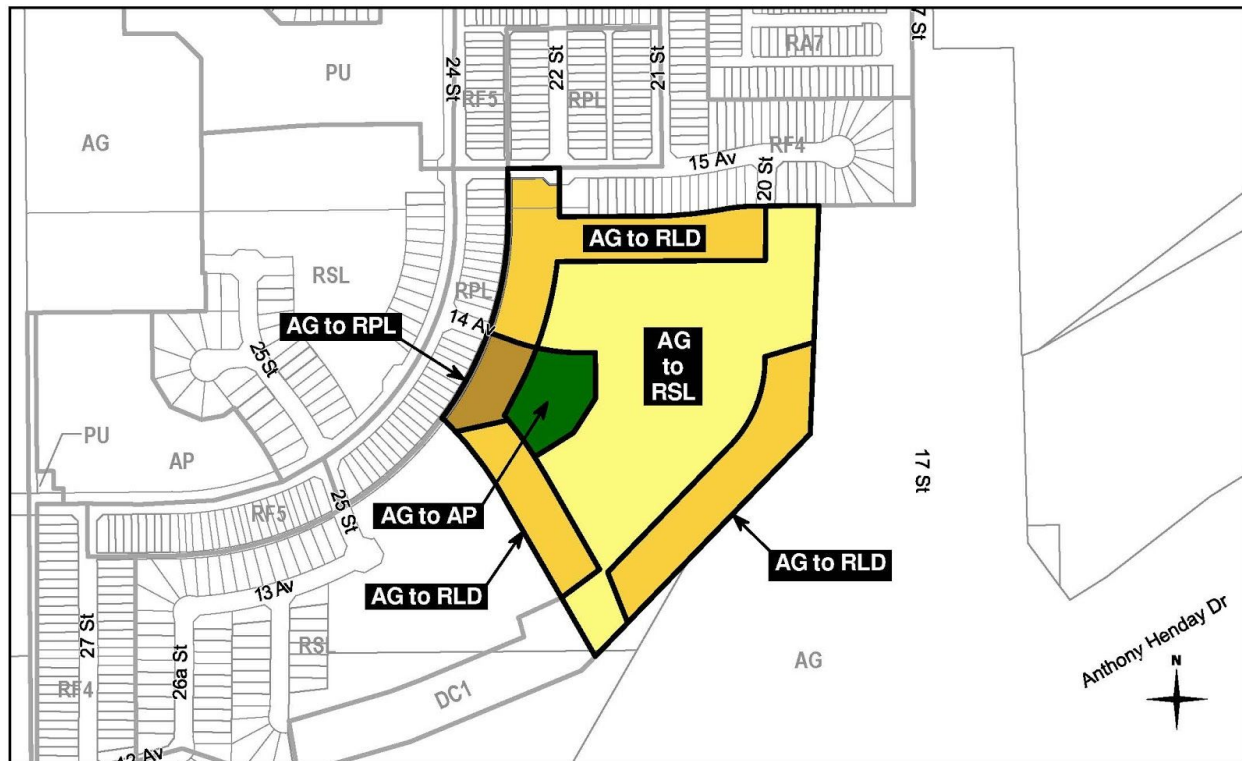 7 St
PU
24 St
22 St
21 St
RA7
RF5
RPL
AG
RF4
15 Av
20 St
AG to RLD
RSL
RPL
AG to RPL
14 Av
AG
to
RSL
25 St
PU
AP
17 St
RF5
25 St
AG to AP
AG to RLD
AG to RLD
13 Av
27 St
26a St
RSL
RF4
DC1
AG
Anthony Henday Dr
N
12 Av